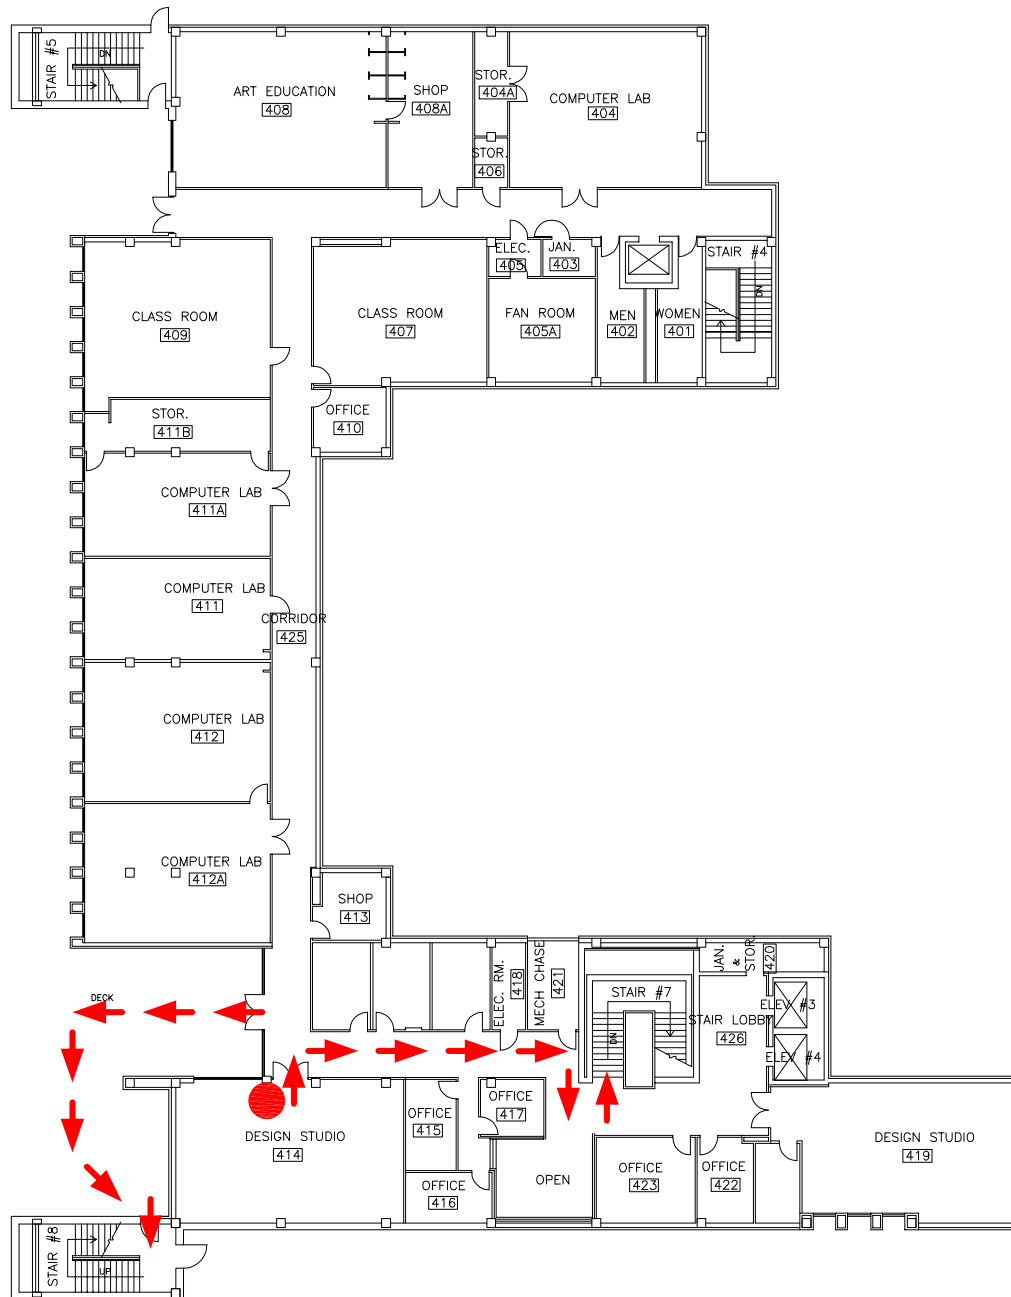 STAIR #5
DN
ART EDUCATION
408
SHOP
408A
STOR.
404A
COMPUTER LAB
404
STOR.
406
ELEC.
405
JAN.
403
STAIR #4
DN
CLASS ROOM
409
CLASS ROOM
407
FAN ROOM
405A
MEN
402
WOMEN
401
STOR.
411B
OFFICE
410
COMPUTER LAB
411A
COMPUTER LAB
411
CORRIDOR
425
COMPUTER LAB
412
COMPUTER LAB
412A
SHOP
413
DECK
ELEC. RM.
418
MECH CHASE
421
STAIR #7
DN
JAN.
&
STOR.
420
STAIR LOBBY
426
ELEV #3
ELEV #4
DESIGN STUDIO
414
OFFICE
415
OFFICE
417
OFFICE
416
OPEN
OFFICE
423
OFFICE
422
DESIGN STUDIO
419
STAIR #8
UP